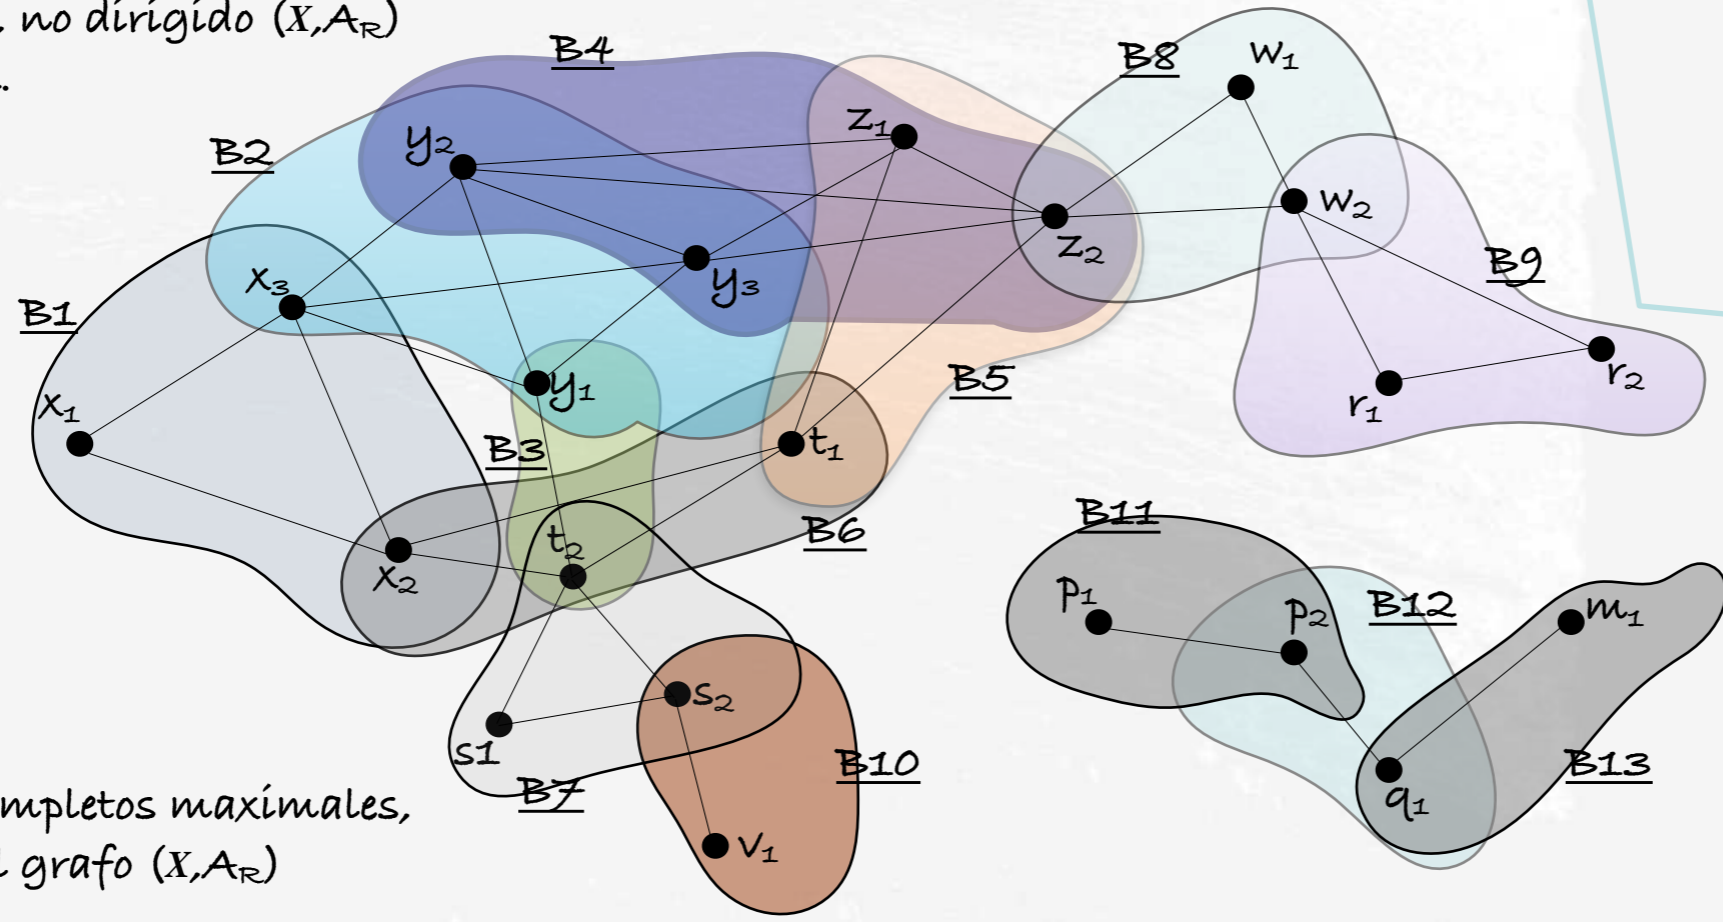 no dirigido (X,A_R)
B4
B8
w₁
z₁
y₂
B2
w₂
z₂
B9
x₃
y₃
B1
r₂
B5
y₁
x₁
r₁
t₁
B3
B11
B6
t₂
x₂
p₁
B12
m₁
p₂
s₂
s1
B10
B13
B7
q₁
mpletos maximales,
v₁
l grafo (X,A_R)